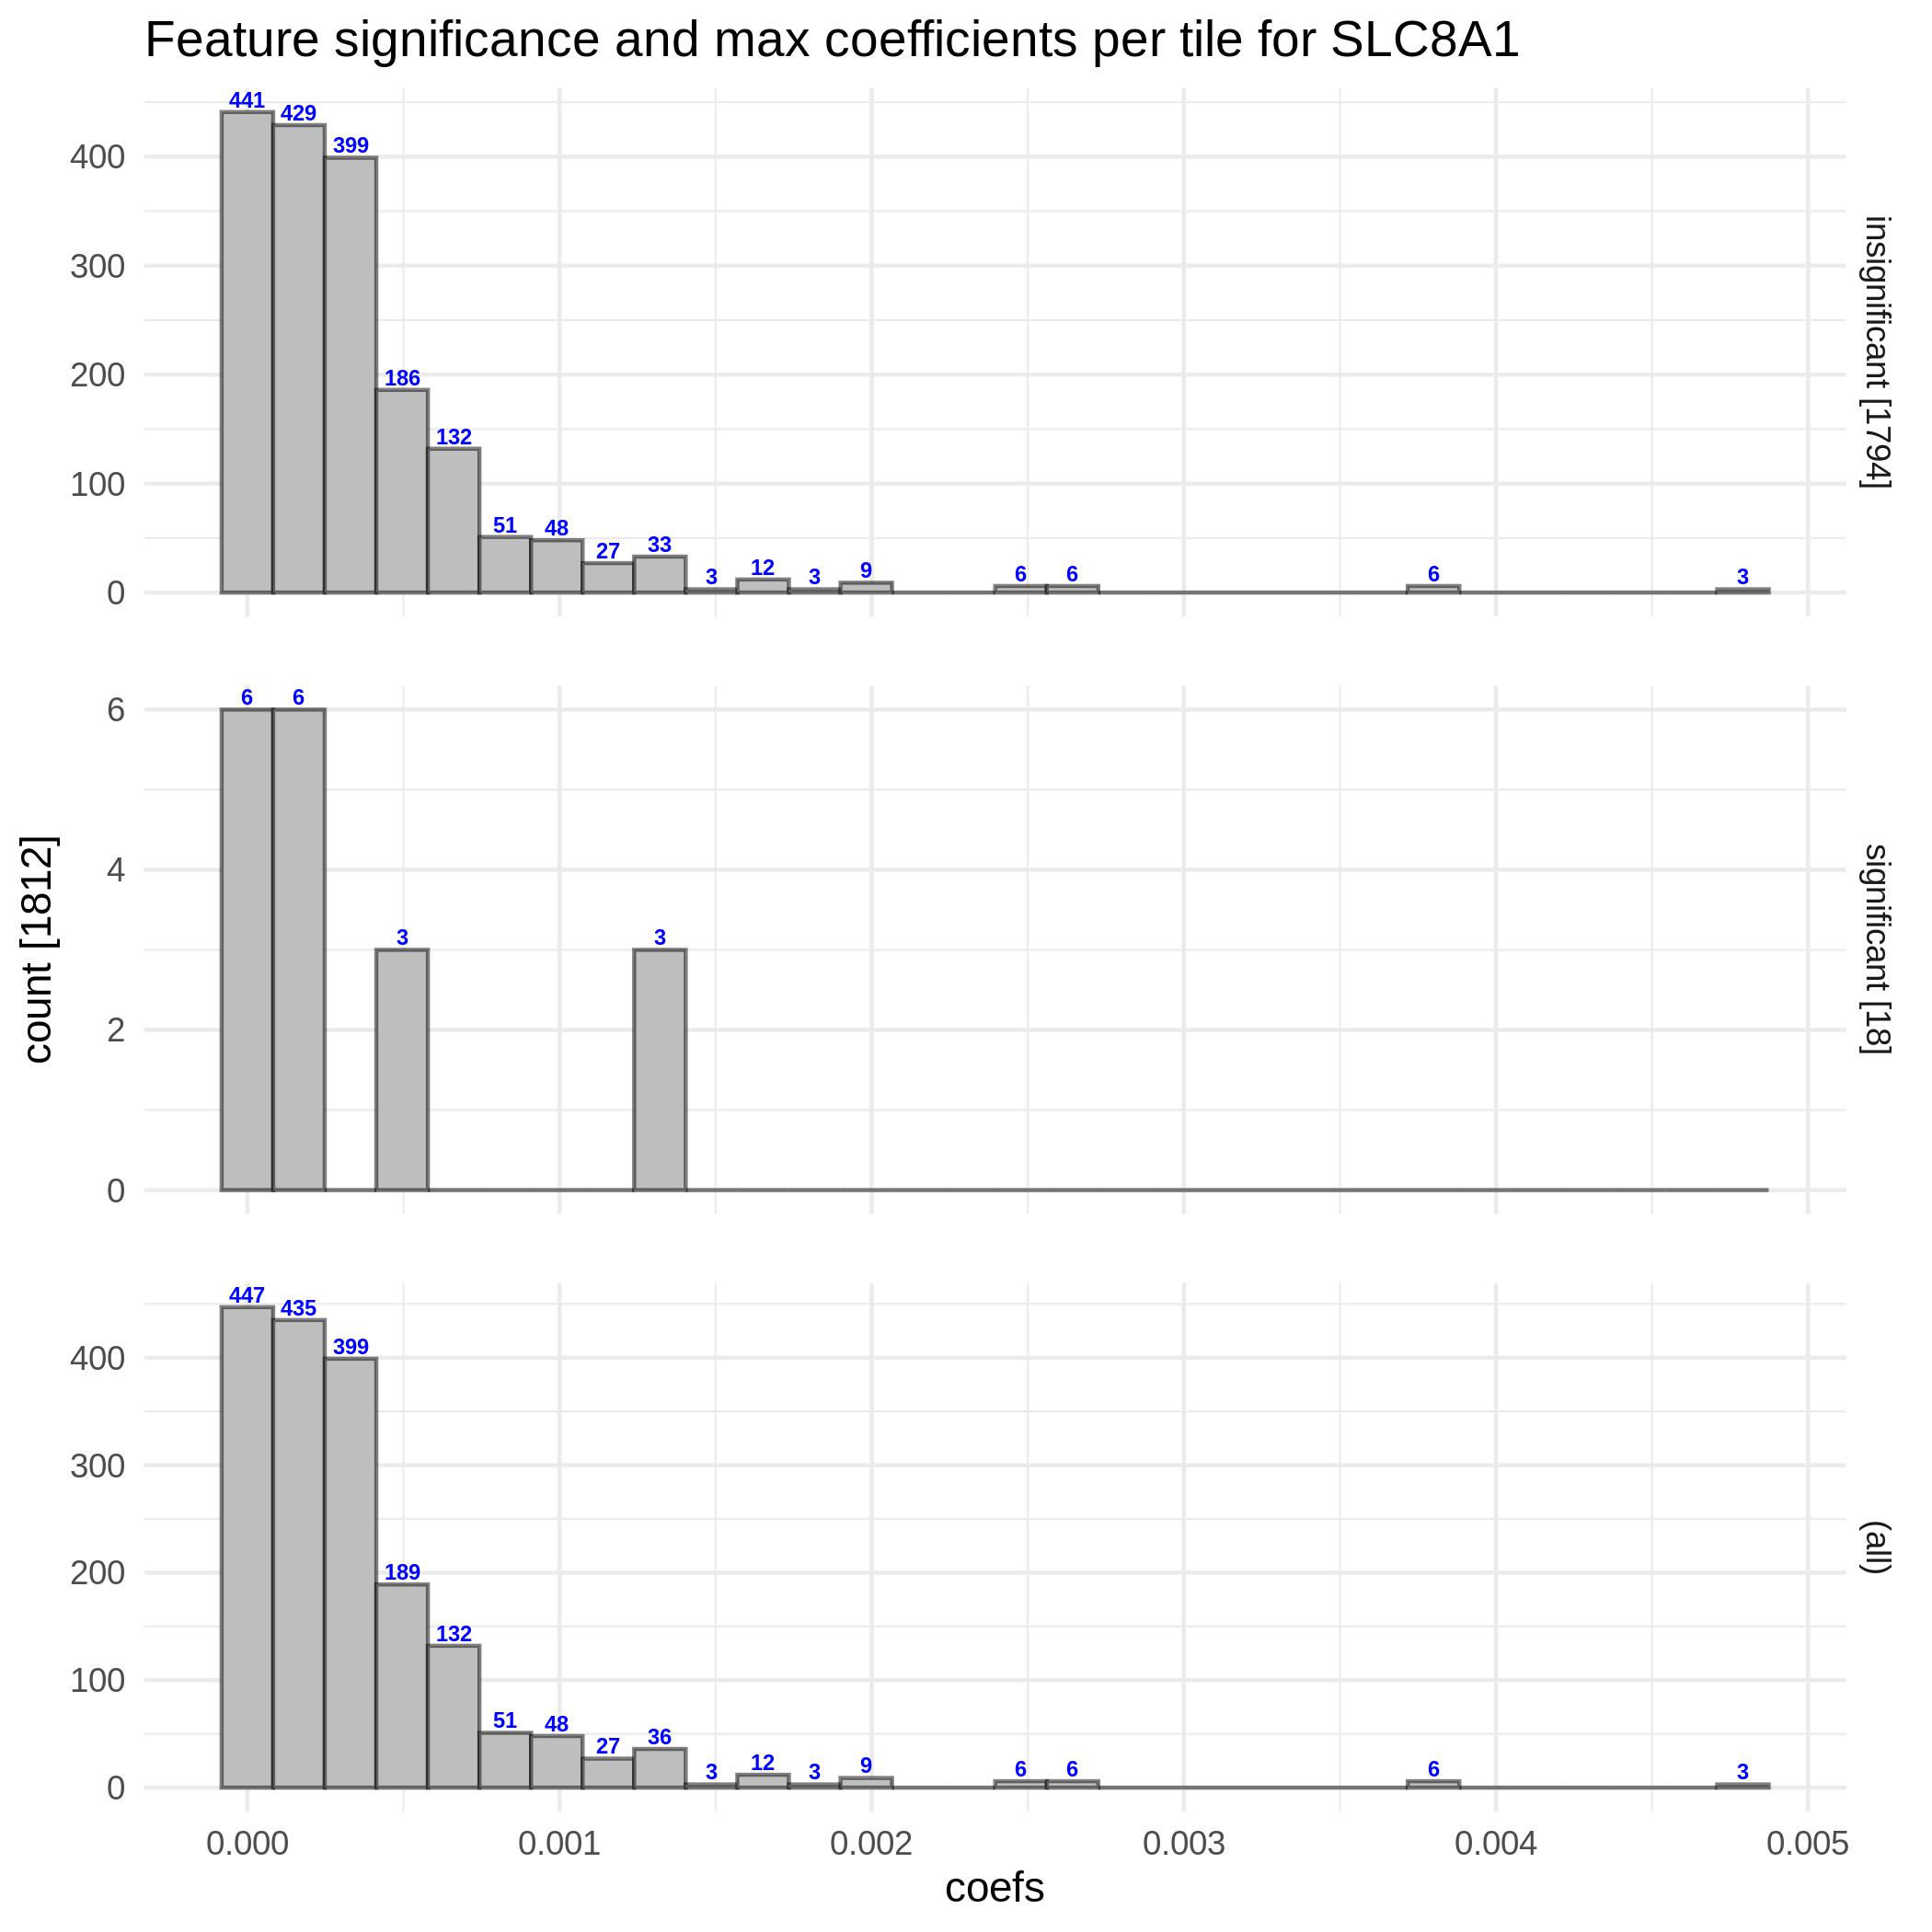 Feature significance and max coefficients per tile for SLC8A1
441 429 399 186 132 51 48 27 33 3 12 3 9 6 6 6 3
400
300
200
100
0
insignificant [1794]
6 6 3 3
6
4
2
0
significant [18]
count [1812]
447 435 399 189 132 51 48 27 36 3 12 3 9 6 6 6 3
400
300
200
100
0
(all)
0.000 0.001 0.002 0.003 0.004 0.005
coefs